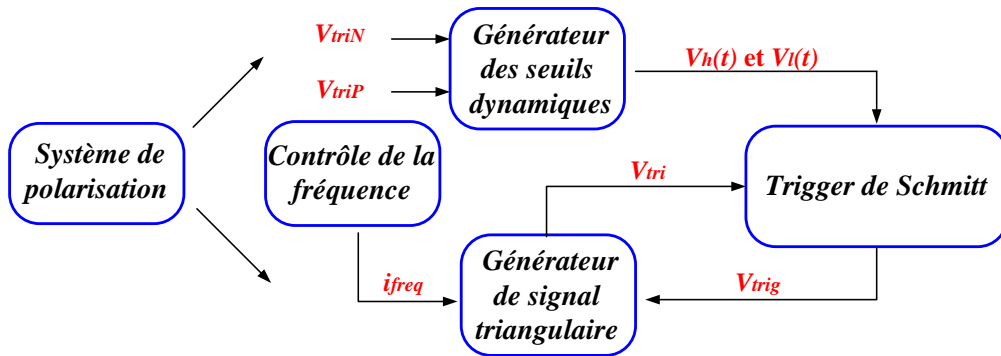 VtriN
VtriP
Générateur
des seuils
dynamiques
Vh(t) et Vl(t)
Système de
polarisation
Contrôle de la
fréquence
Vtri
Trigger de Schmitt
ifreq
Générateur
de signal
triangulaire
Vtrig